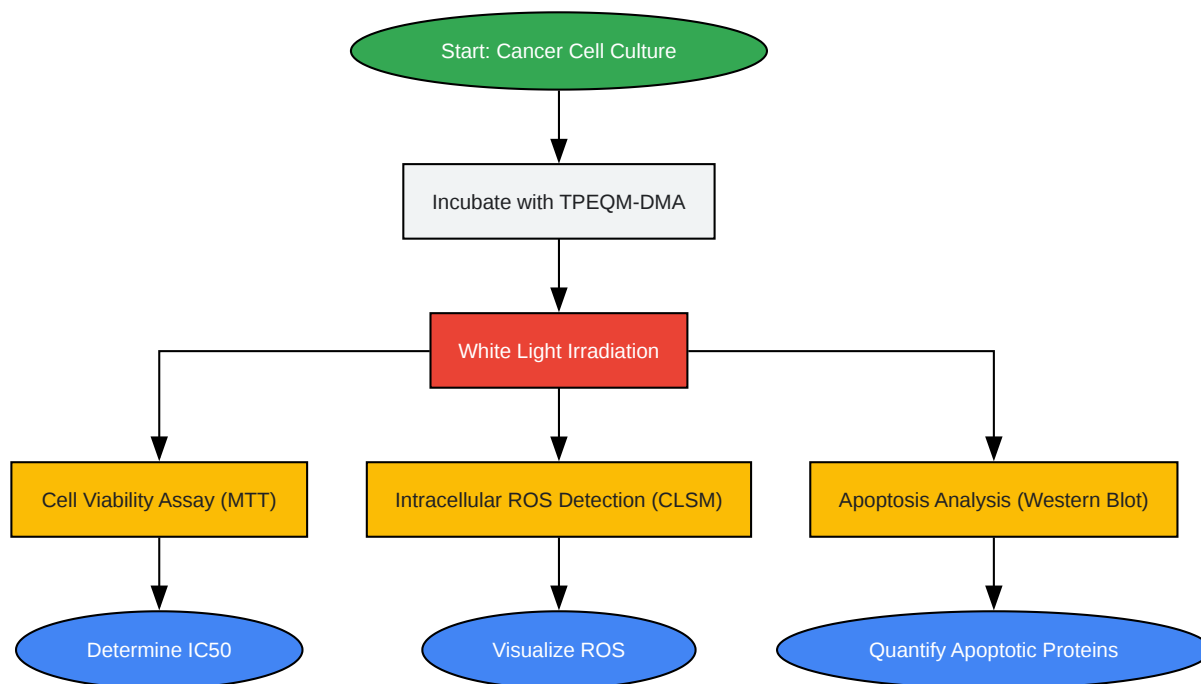 Start: Cancer Cell Culture
Incubate with TPEQM-DMA
White Light Irradiation
Cell Viability Assay (MTT)
Intracellular ROS Detection (CLSM)
Apoptosis Analysis (Western Blot)
Determine IC50
Visualize ROS
Quantify Apoptotic Proteins